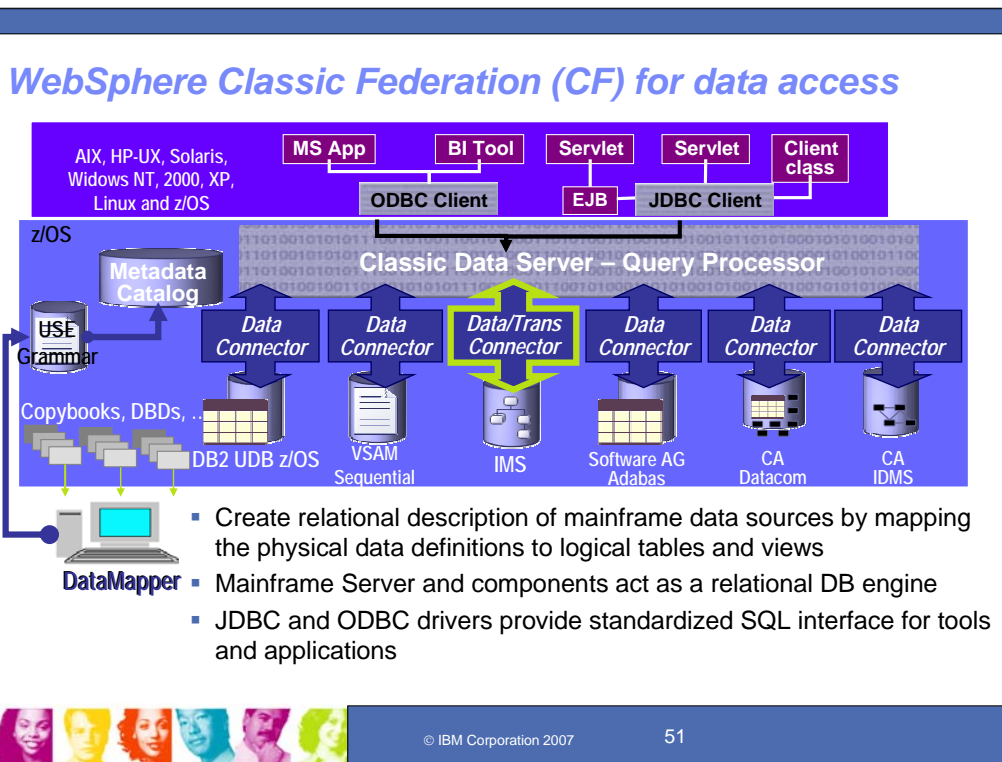 WebSphere Classic Federation (CF) for data access
AIX, HP-UX, Solaris,
Widows NT, 2000, XP,
Linux and z/OS
MS App
BI Tool
Servlet
Servlet
Client
class
ODBC Client
EJB
JDBC Client
z/OS
Classic Data Server – Query Processor
Metadata
Catalog
USE
Grammar
Data
Connector
Data
Connector
Data/Trans
Connector
Data
Connector
Data
Connector
Data
Connector
Copybooks, DBDs, ...
DB2 UDB z/OS
VSAM
Sequential
IMS
Software AG
Adabas
CA
Datacom
CA
IDMS
DataMapper
▪ Create relational description of mainframe data sources by mapping
the physical data definitions to logical tables and views
▪ Mainframe Server and components act as a relational DB engine
▪ JDBC and ODBC drivers provide standardized SQL interface for tools
and applications
© IBM Corporation 2007
51